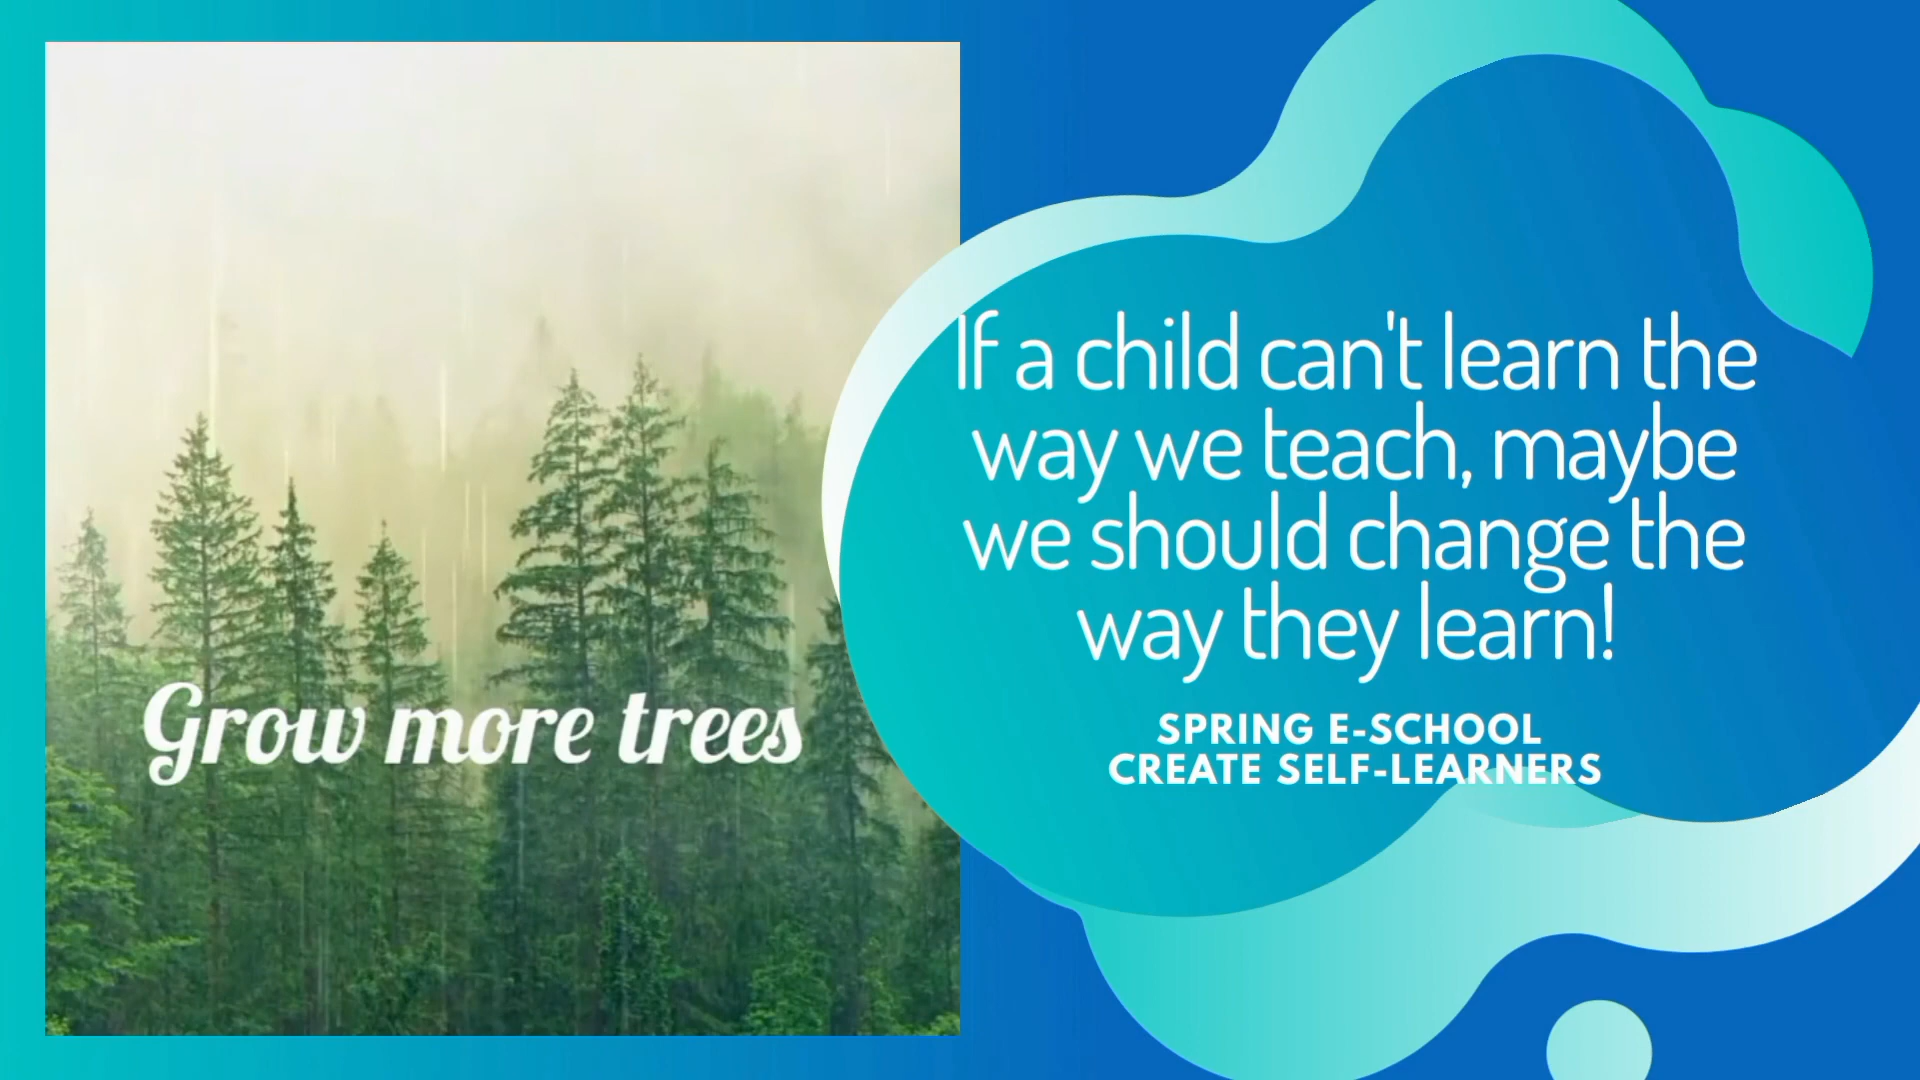 Grow more trees
If a child can't learn the
way we teach, maybe
we should change the
way they learn!
SPRING E-SCHOOL
CREATE SELF-LEARNERS